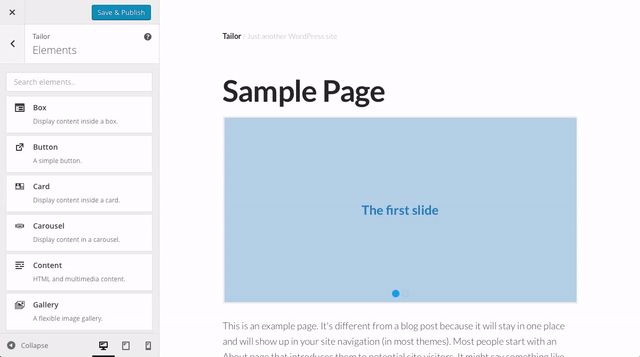 Save & Publish
Tailor
Elements
Search elements..
Box
Display content inside a box.
Button
A simple button.
Card
Display content inside a card.
Carousel
Display content in a carousel.
Content
HTML and multimedia content.
Gallery
A flexible image gallery.
Collapse
Tailor / Just another WordPress site
Sample Page
The first slide
This is an example page. It's different from a blog post because it will stay in one place
and will show up in your site navigation (in most themes). Most people start with an
About page that introduces them to potential site visitors. It might say something like